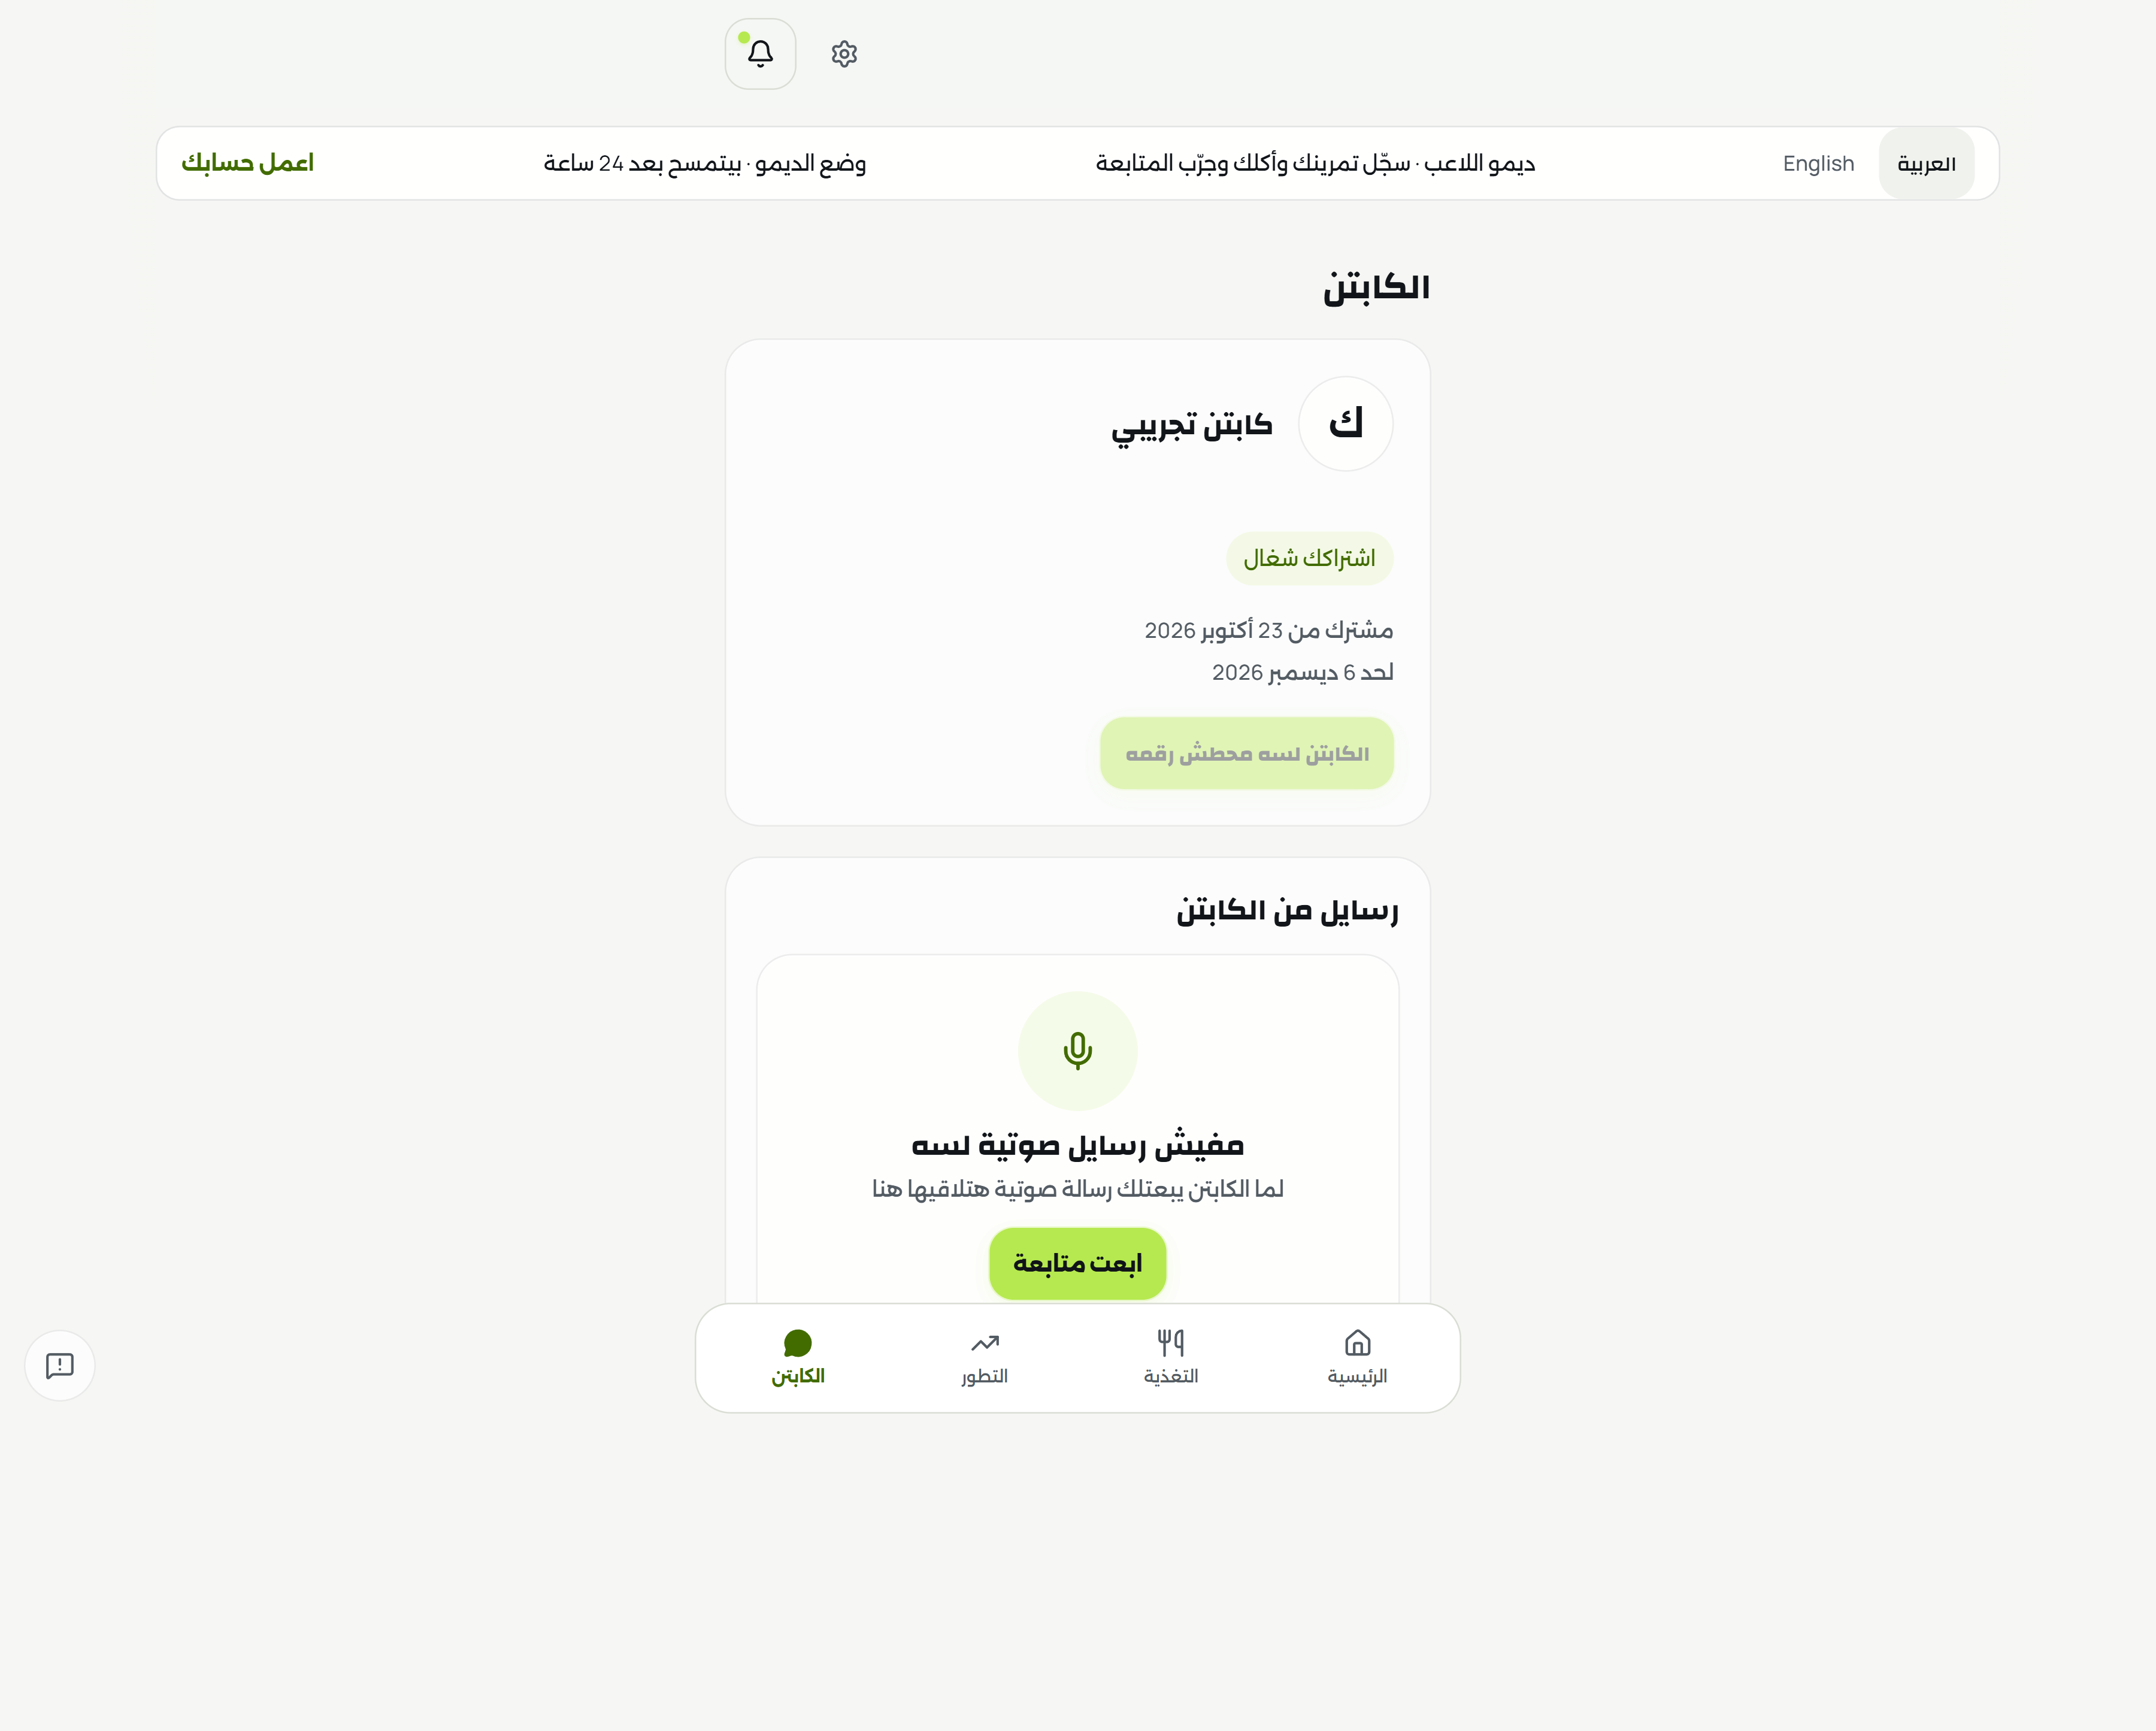 العربية
English
ديمو اللاعب · سجّل تمرينك وأكلك وجرّب المتابعة
وضع الديمو · بيتمسح بعد 24 ساعة
اعمل حسابك
الكابتن
ك
كابتن تجريبي
اشتراكك شغال
مشترك من 23 أكتوبر 2026
لحد 6 ديسمبر 2026
الكابتن لسه محطش رقمه
رسايل من الكابتن
مفيش رسايل صوتية لسه
لما الكابتن يبعتلك رسالة صوتية هتلاقيها هنا
ابعت متابعة
الرئيسية
التغذية
التطور
الكابتن